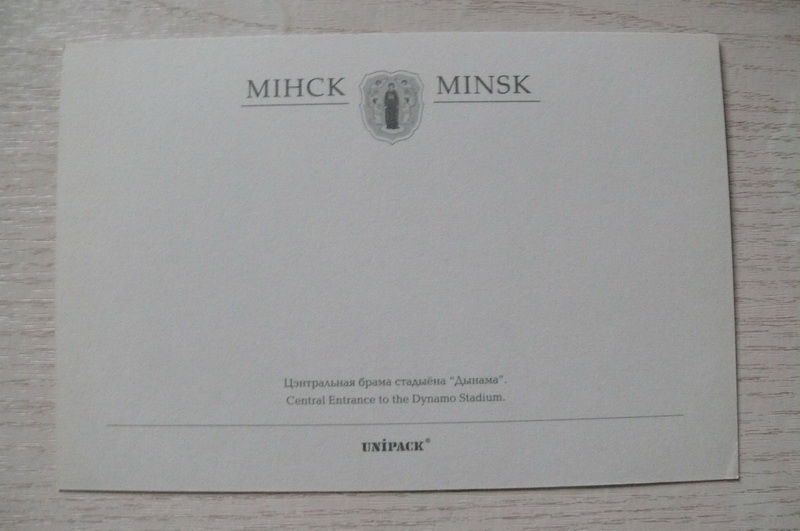 МІНСК MINSK
Цэнтральная брама стадыёна "Дынама".
Central Entrance to the Dynamo Stadium.
UNIPACK®